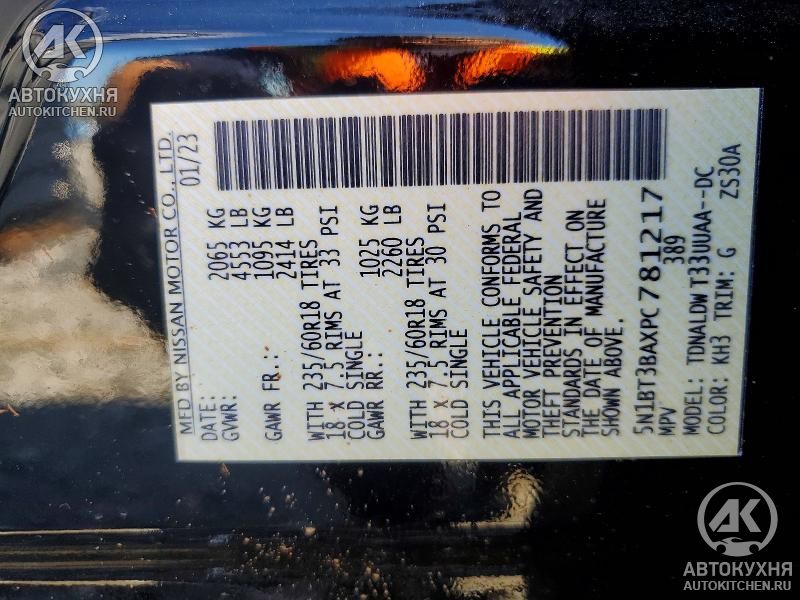 АК
АВТОКУХНЯ
AUTOKITCHEN.RU
MFD BY NISSAN MOTOR CO., LTD.
DATE: 01/23
GVWR: 2065 KG
4553 LB
GAWR FR.: 1095 KG
2414 LB
WITH 235/60R18 TIRES
18 x 7.5 RIMS AT 33 PSI
COLD SINGLE
GAWR RR.: 1025 KG
2260 LB
WITH 235/60R18 TIRES
18 x 7.5 RIMS AT 30 PSI
COLD SINGLE
THIS VEHICLE CONFORMS TO
ALL APPLICABLE FEDERAL
MOTOR VEHICLE SAFETY AND
THEFT PREVENTION
STANDARDS IN EFFECT ON
THE DATE OF MANUFACTURE
SHOWN ABOVE.
5N1BT3BAXPC781217
MPV 389
MODEL: TDNALDW T33UUAA--DC
COLOR: KH3 TRIM: G ZS30A
АК
АВТОКУХНЯ
AUTOKITCHEN.RU